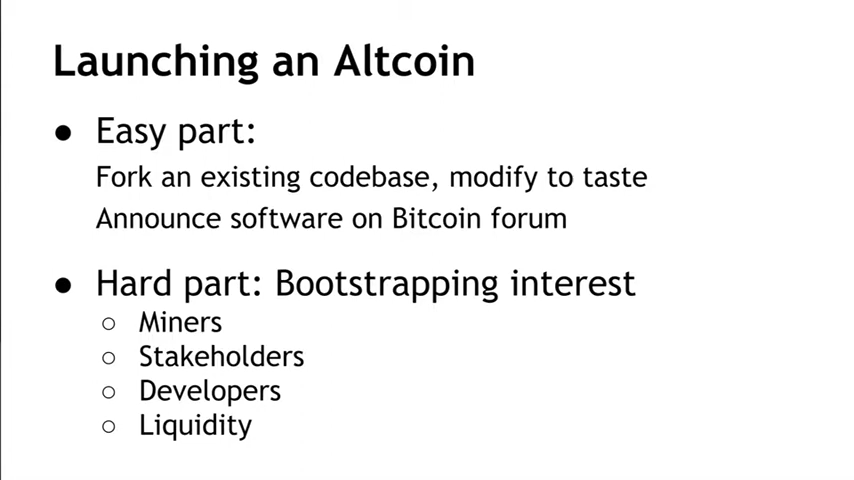 Launching an Altcoin
● Easy part:
Fork an existing codebase, modify to taste
Announce software on Bitcoin forum
● Hard part: Bootstrapping interest
○ Miners
○ Stakeholders
○ Developers
○ Liquidity